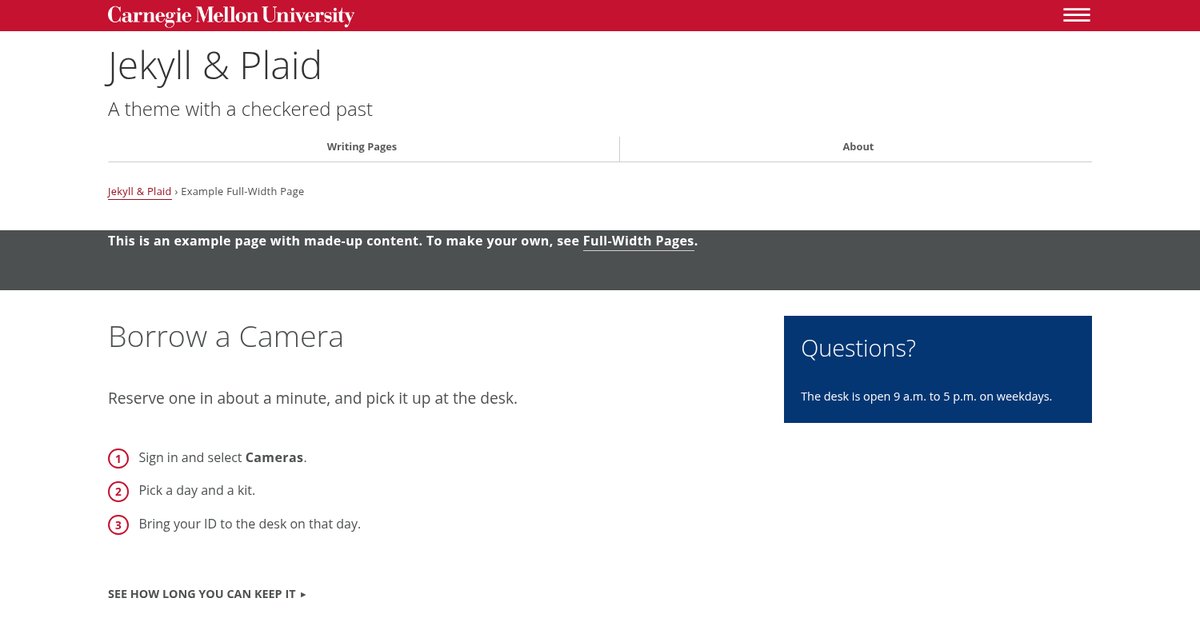 Carnegie Mellon University
Jekyll & Plaid
A theme with a checkered past
Writing Pages
About
Jekyll & Plaid › Example Full-Width Page
This is an example page with made-up content. To make your own, see Full-Width Pages.
Borrow a Camera
Reserve one in about a minute, and pick it up at the desk.
1 Sign in and select Cameras.
2 Pick a day and a kit.
3 Bring your ID to the desk on that day.
SEE HOW LONG YOU CAN KEEP IT ▸
Questions?
The desk is open 9 a.m. to 5 p.m. on weekdays.